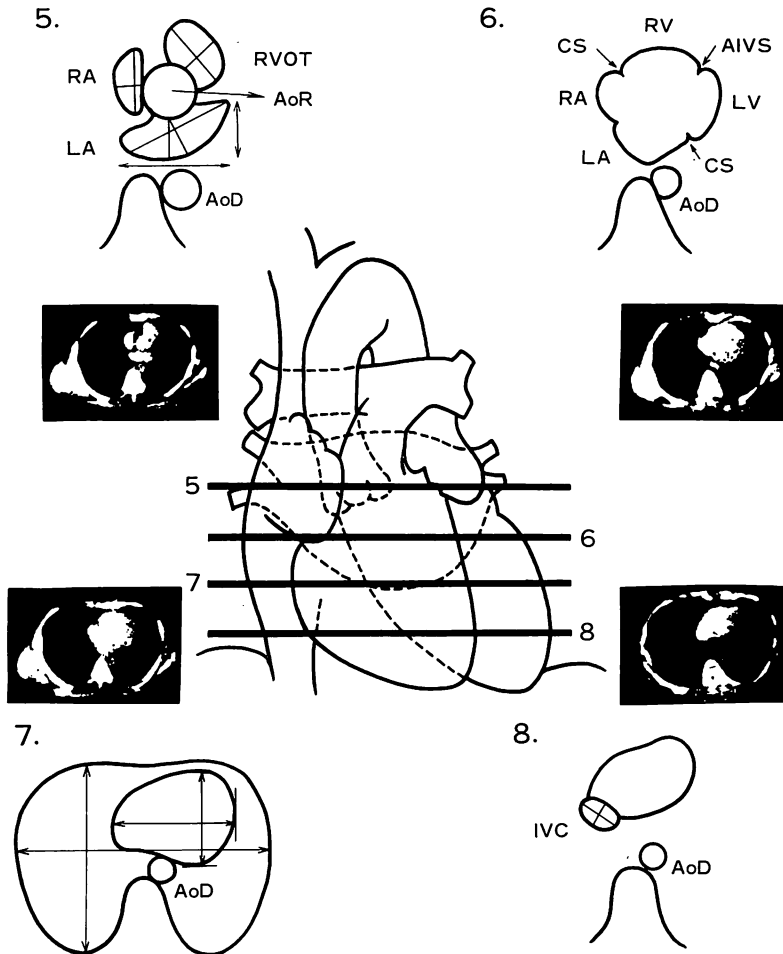 5.
RA
RVOT
AoR
LA
AoD
6.
RV
CS
AIVS
RA
LV
LA
CS
AoD
5
6
7
8
7.
AoD
8.
IVC
AoD